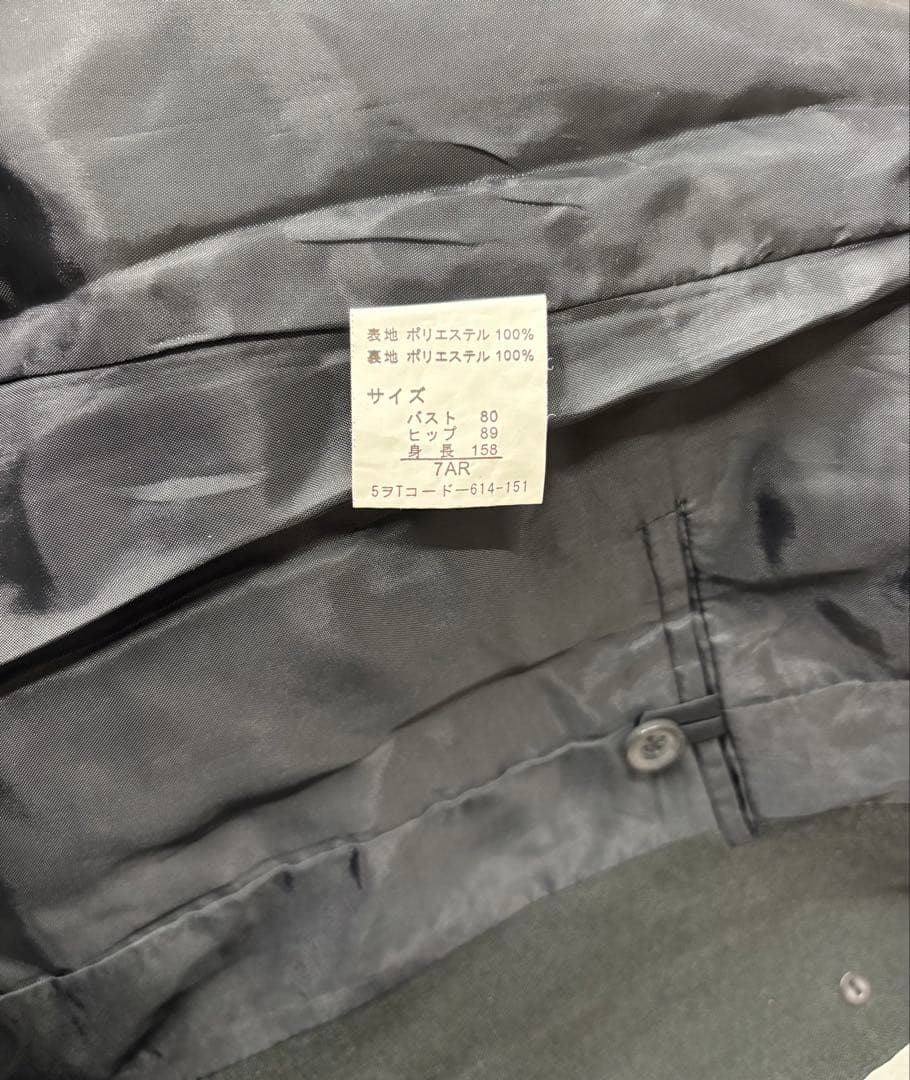 表地 ポリエステル 100%
裏地 ポリエステル 100%
サイズ
バスト 80
ヒップ 89
身長 158
7AR
5ヲTコード―614-151